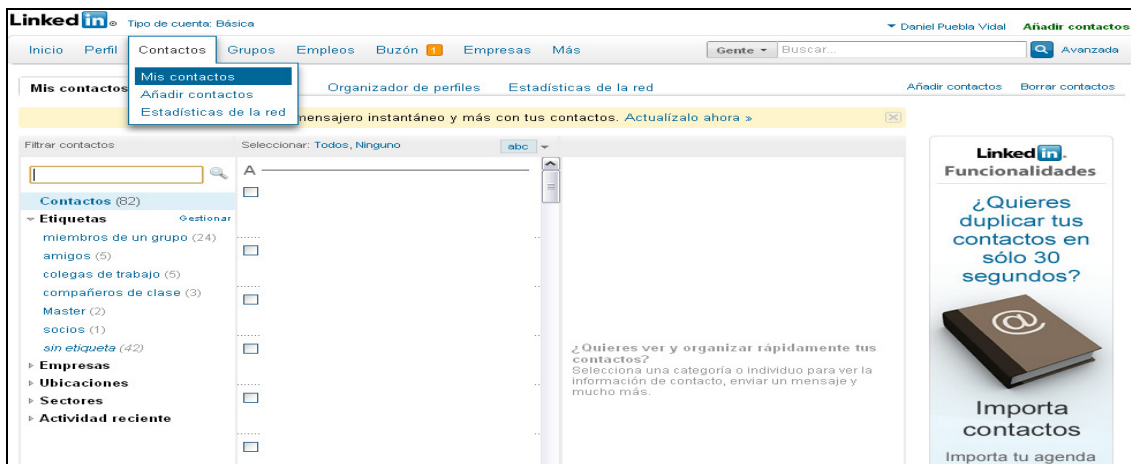 Linked in® Tipo de cuenta: Básica
Daniel Puebla Vidal Añadir contactos
Inicio Perfil Contactos Grupos Empleos Buzón 1 Empresas Más Gente Buscar... Avanzada
Mis contactos
Añadir contactos
Estadísticas de la red
Mis contactos Organizador de perfiles Estadísticas de la red Añadir contactos Borrar contactos
mensajero instantáneo y más con tus contactos. Actualízalo ahora »
Filtrar contactos
Seleccionar: Todos, Ninguno abc
A
Contactos (82)
Etiquetas Gestionar
miembros de un grupo (24)
amigos (5)
colegas de trabajo (5)
compañeros de clase (3)
Master (2)
socios (1)
sin etiqueta (42)
Empresas
Ubicaciones
Sectores
Actividad reciente
¿Quieres ver y organizar rápidamente tus
contactos?
Selecciona una categoría o individuo para ver la
información de contacto, enviar un mensaje y
mucho más.
Linked in.
Funcionalidades
¿Quieres
duplicar tus
contactos en
sólo 30
segundos?
@
Importa
contactos
Importa tu agenda